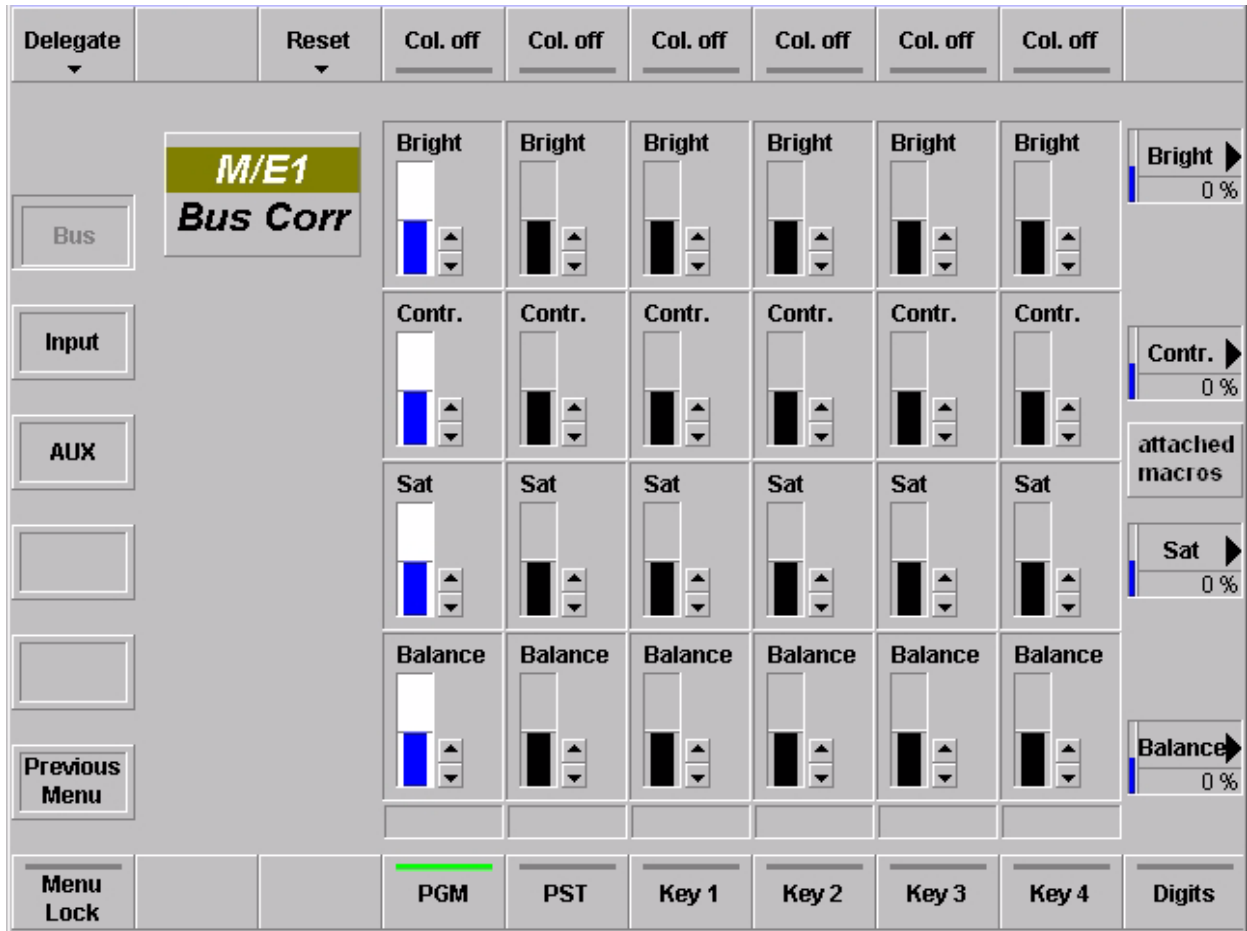 Delegate Reset Col. off Col. off Col. off Col. off Col. off Col. off
Bright Bright Bright Bright Bright Bright Bright
0 %
M/E1
Bus Corr
Bus
Contr. Contr. Contr. Contr. Contr. Contr.
Input Contr.
0 %
AUX attached
macros
Sat Sat Sat Sat Sat Sat
Sat
0 %
Balance Balance Balance Balance Balance Balance
Previous
Menu
Balance
0 %
Menu
Lock
PGM PST Key 1 Key 2 Key 3 Key 4 Digits